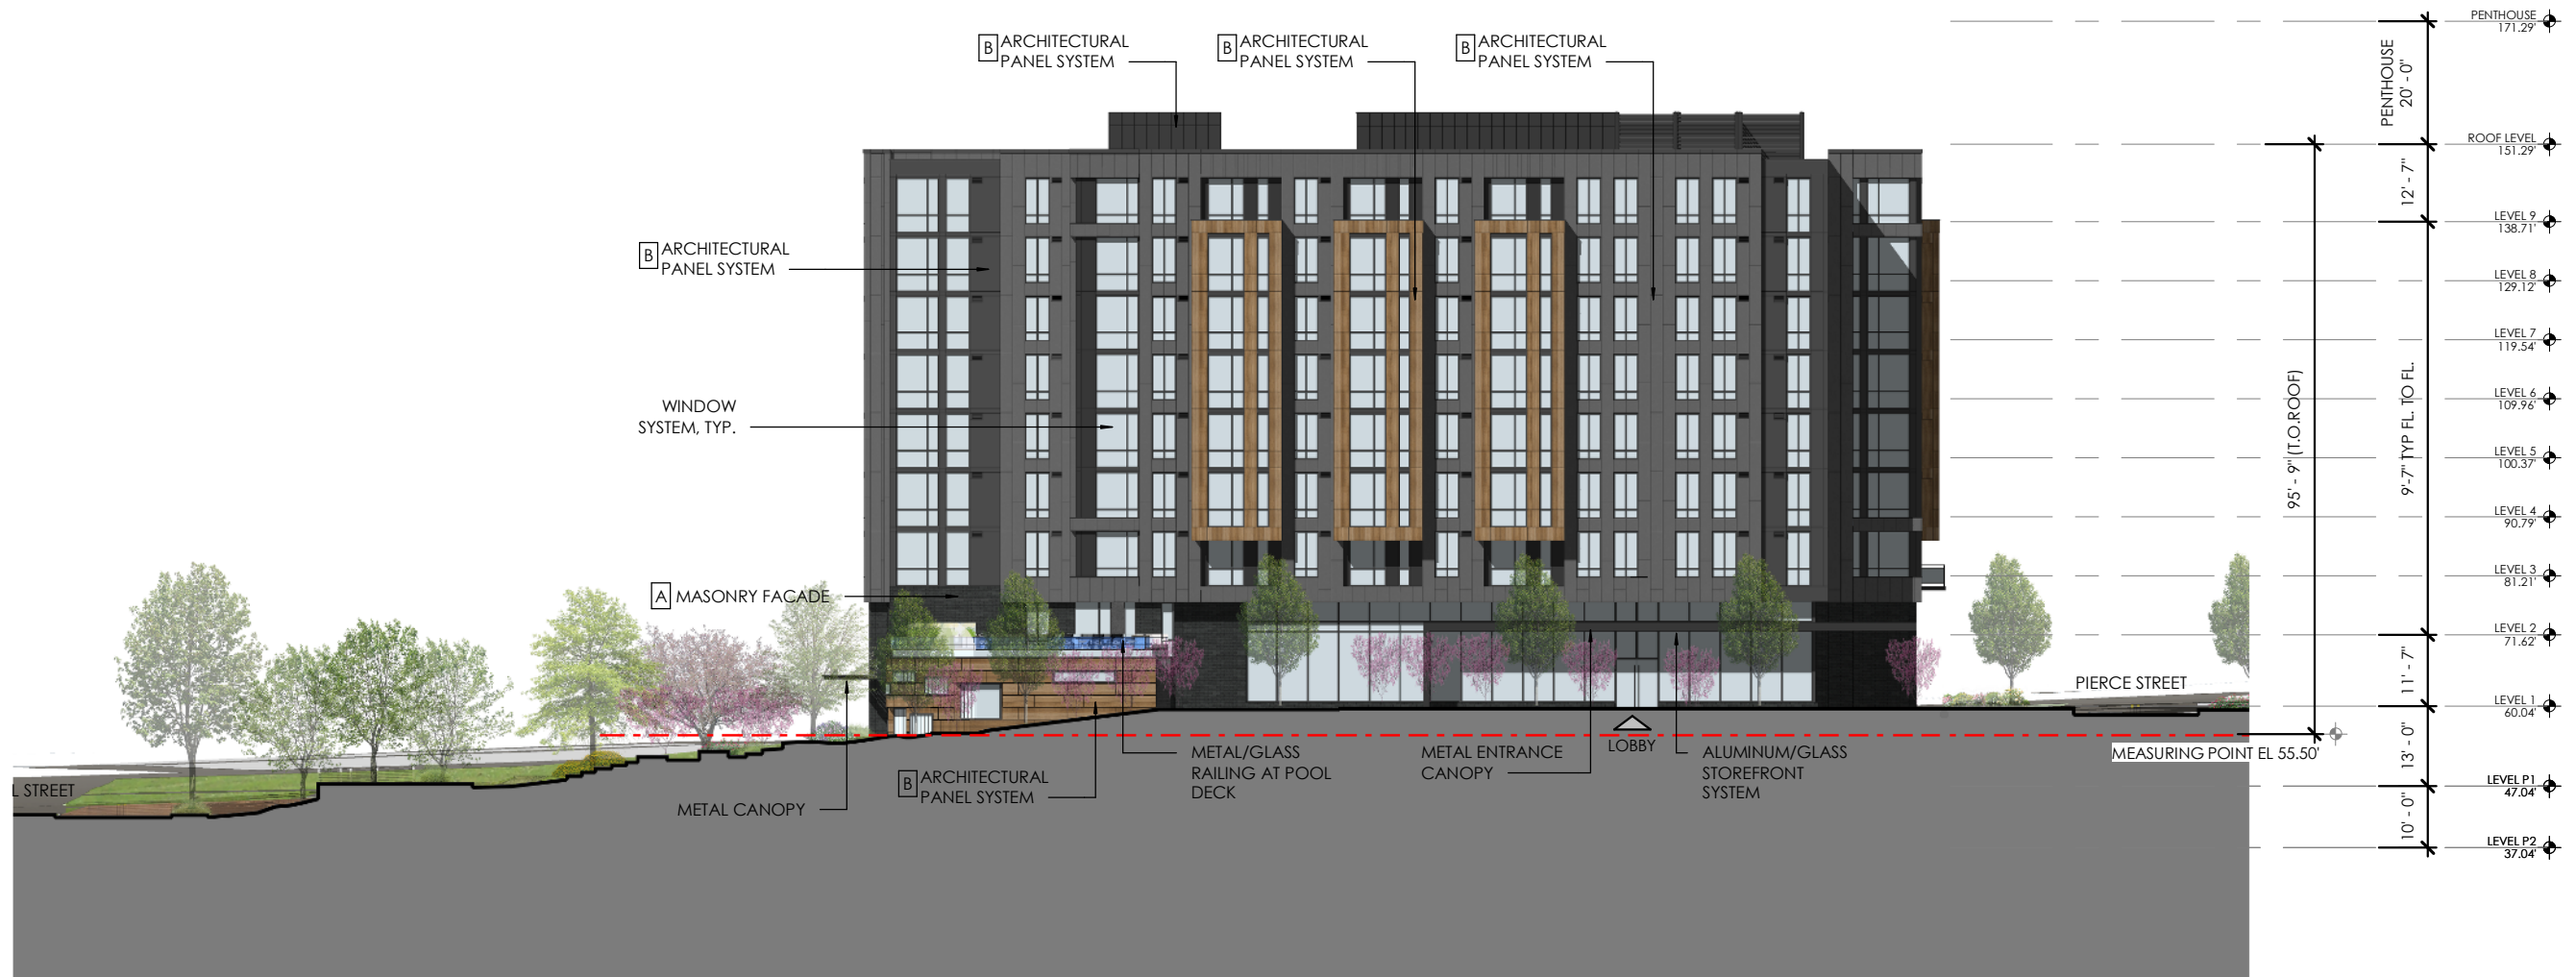 PENTHOUSE
171.29'
B ARCHITECTURAL
PANEL SYSTEM
B ARCHITECTURAL
PANEL SYSTEM
B ARCHITECTURAL
PANEL SYSTEM
PENTHOUSE
20' - 0"
ROOF LEVEL
151.29'
12' - 7"
LEVEL 9
138.71'
B ARCHITECTURAL
PANEL SYSTEM
LEVEL 8
129.12'
LEVEL 7
119.54'
95' - 9" (T.O.ROOF)
9'-7" TYP FL. TO FL.
LEVEL 6
109.96'
WINDOW
SYSTEM, TYP.
LEVEL 5
100.37'
LEVEL 4
90.79'
LEVEL 3
81.21'
A MASONRY FACADE
LEVEL 2
71.62'
11' - 7"
PIERCE STREET
LEVEL 1
60.04'
LOBBY
METAL/GLASS
RAILING AT POOL
DECK
METAL ENTRANCE
CANOPY
ALUMINUM/GLASS
STOREFRONT
SYSTEM
MEASURING POINT EL 55.50'
13' - 0"
B ARCHITECTURAL
PANEL SYSTEM
L STREET
METAL CANOPY
LEVEL P1
47.04'
10' - 0"
LEVEL P2
37.04'